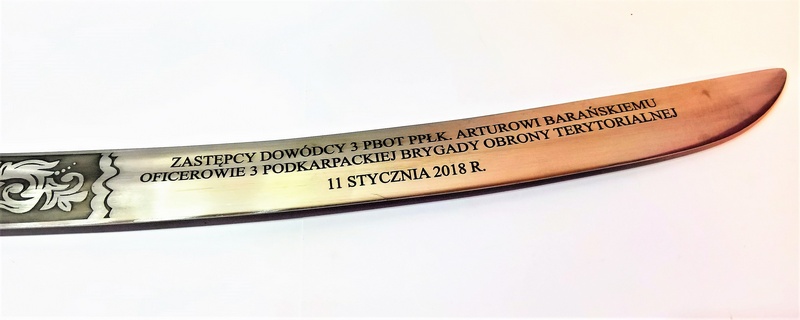 ZASTĘPCY DOWÓDCY 3 PBOT PPŁK. ARTUROWI BARAŃSKIEMU
OFICEROWIE 3 PODKARPACKIEJ BRYGADY OBRONY TERYTORIALNEJ
11 STYCZNIA 2018 R.